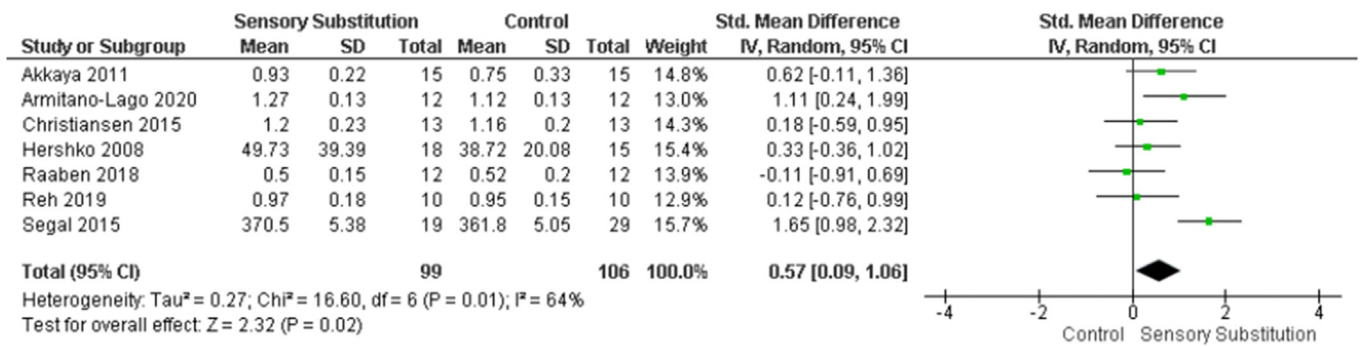 Sensory Substitution Control Std. Mean Difference Std. Mean Difference
Study or Subgroup Mean SD Total Mean SD Total Weight IV, Random, 95% CI IV, Random, 95% CI
Akkaya 2011 0.93 0.22 15 0.75 0.33 15 14.8% 0.62 [-0.11, 1.36]
Armitano-Lago 2020 1.27 0.13 12 1.12 0.13 12 13.0% 1.11 [0.24, 1.99]
Christiansen 2015 1.2 0.23 13 1.16 0.2 13 14.3% 0.18 [-0.59, 0.95]
Hershko 2008 49.73 39.39 18 38.72 20.08 15 15.4% 0.33 [-0.36, 1.02]
Raaben 2018 0.5 0.15 12 0.52 0.2 12 13.9% -0.11 [-0.91, 0.69]
Reh 2019 0.97 0.18 10 0.95 0.15 10 12.9% 0.12 [-0.76, 0.99]
Segal 2015 370.5 5.38 19 361.8 5.05 29 15.7% 1.65 [0.98, 2.32]
Total (95% CI) 99 106 100.0% 0.57 [0.09, 1.06]
Heterogeneity: Tau² = 0.27; Chi² = 16.60, df = 6 (P = 0.01); I² = 64%
Test for overall effect: Z = 2.32 (P = 0.02)
-4 -2 0 2 4
Control Sensory Substitution